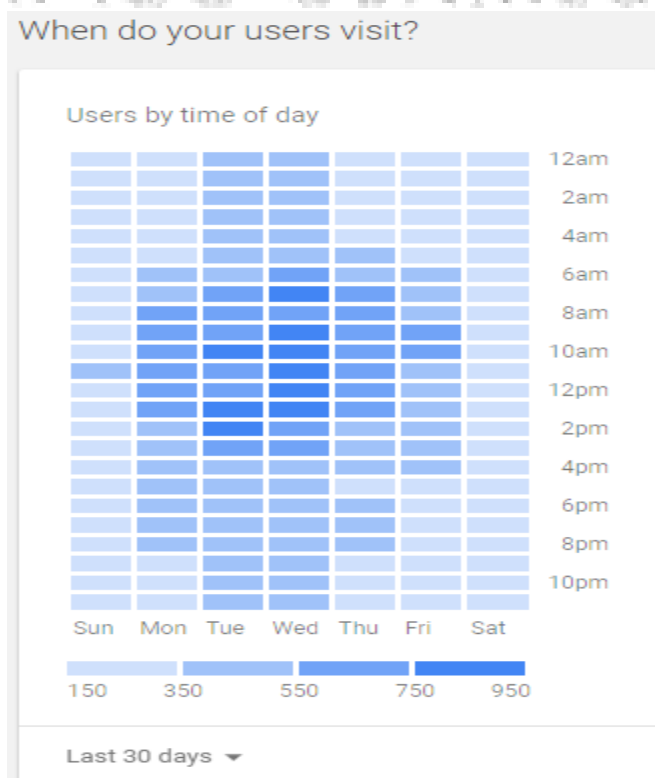 When do your users visit?
Users by time of day
12am
2am
4am
6am
8am
10am
12pm
2pm
4pm
6pm
8pm
10pm
Sun Mon Tue Wed Thu Fri Sat
150 350 550 750 950
Last 30 days